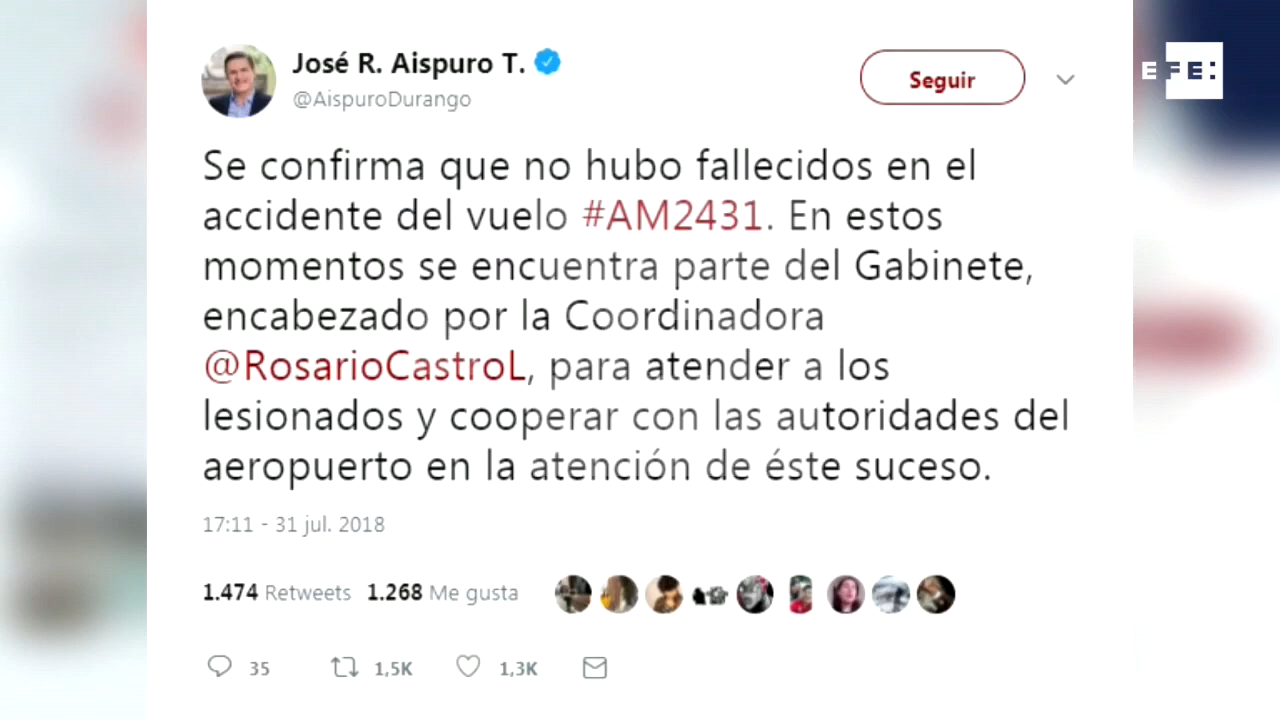 José R. Aispuro T.
@AispuroDurango
Seguir
EFE:
Se confirma que no hubo fallecidos en el
accidente del vuelo #AM2431. En estos
momentos se encuentra parte del Gabinete,
encabezado por la Coordinadora
@RosarioCastroL, para atender a los
lesionados y cooperar con las autoridades del
aeropuerto en la atención de éste suceso.
17:11 - 31 jul. 2018
1.474 Retweets 1.268 Me gusta
35 1,5K 1,3K